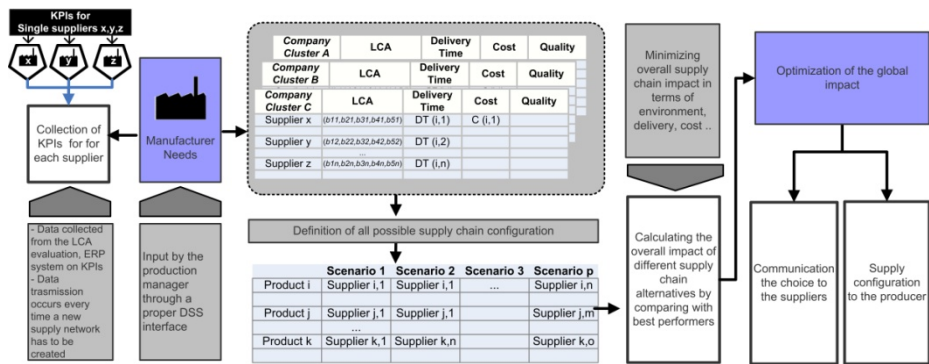 KPIs for
Single suppliers x,y,z
x
y
z
Collection of
KPIs for for
each supplier
- Data collected
from the LCA
evaluation, ERP
system on KPIs
- Data
trasmission
occurs every
time a new
supply network
has to be
created
Manufacturer
Needs
Input by the
production
manager through
a proper DSS
interface
Company Cluster A LCA Delivery Time Cost Quality
Company Cluster B LCA Delivery Time Cost Quality
Company Cluster C LCA Delivery Time Cost Quality
Supplier x (b11,b21,b31,b41,b51) DT (i,1) C (i,1)
Supplier y (b12,b22,b32,b42,b52) DT (i,2)
...
Supplier z (b1n,b2n,b3n,b4n,b5n) DT (i,n)
Definition of all possible supply chain configuration
Scenario 1 Scenario 2 Scenario 3 Scenario p
Product i Supplier i,1 Supplier i,1 ... Supplier i,n
Product j Supplier j,1 Supplier j,1 Supplier j,m
...
Product k Supplier k,1 Supplier k,n Supplier k,o
Minimizing
overall supply
chain impact in
terms of
environment,
delivery, cost ..
Calculating the
overall impact of
different supply
chain
alternatives by
comparing with
best performers
Optimization of the global
impact
Communication
the choice to
the suppliers
Supply
configuration
to the producer